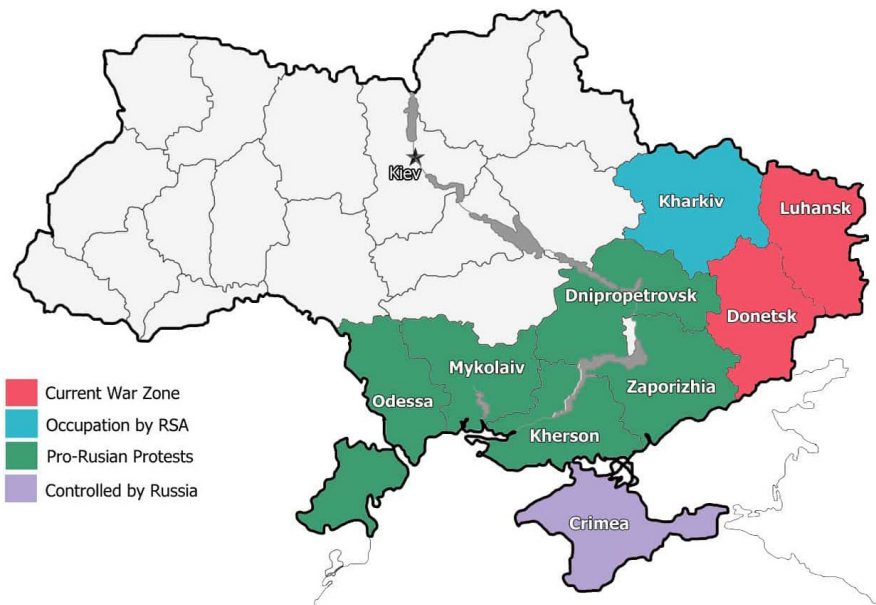 Kiev
Kharkiv
Luhansk
Dnipropetrovsk
Donetsk
Mykolaiv
Zaporizhia
Odessa
Kherson
Crimea
Current War Zone
Occupation by RSA
Pro-Rusian Protests
Controlled by Russia